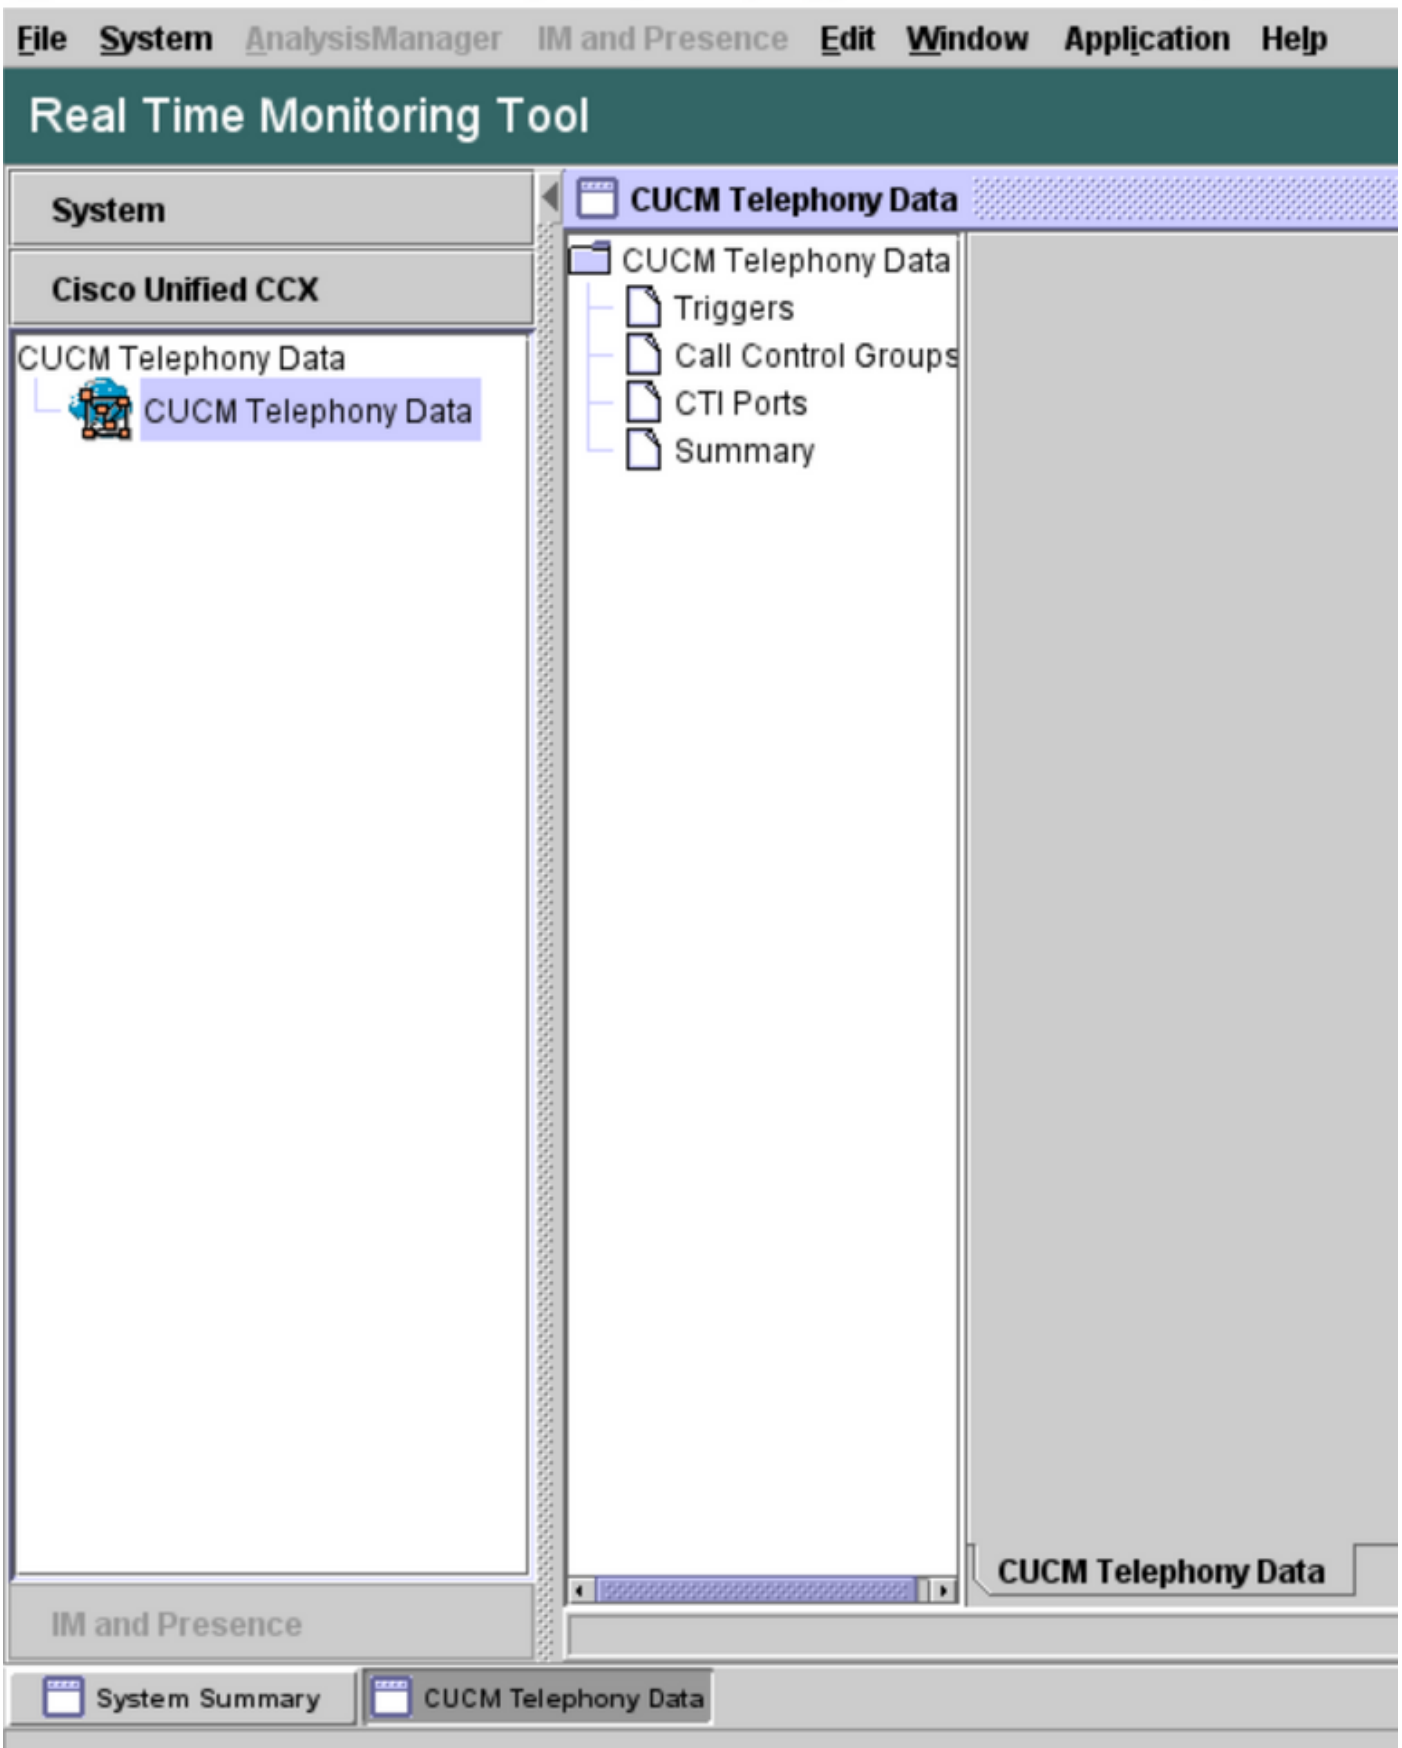 File System AnalysisManager IM and Presence Edit Window Application Help
Real Time Monitoring Tool
System
Cisco Unified CCX
CUCM Telephony Data
CUCM Telephony Data
IM and Presence
CUCM Telephony Data
CUCM Telephony Data
Triggers
Call Control Groups
CTI Ports
Summary
CUCM Telephony Data
System Summary
CUCM Telephony Data